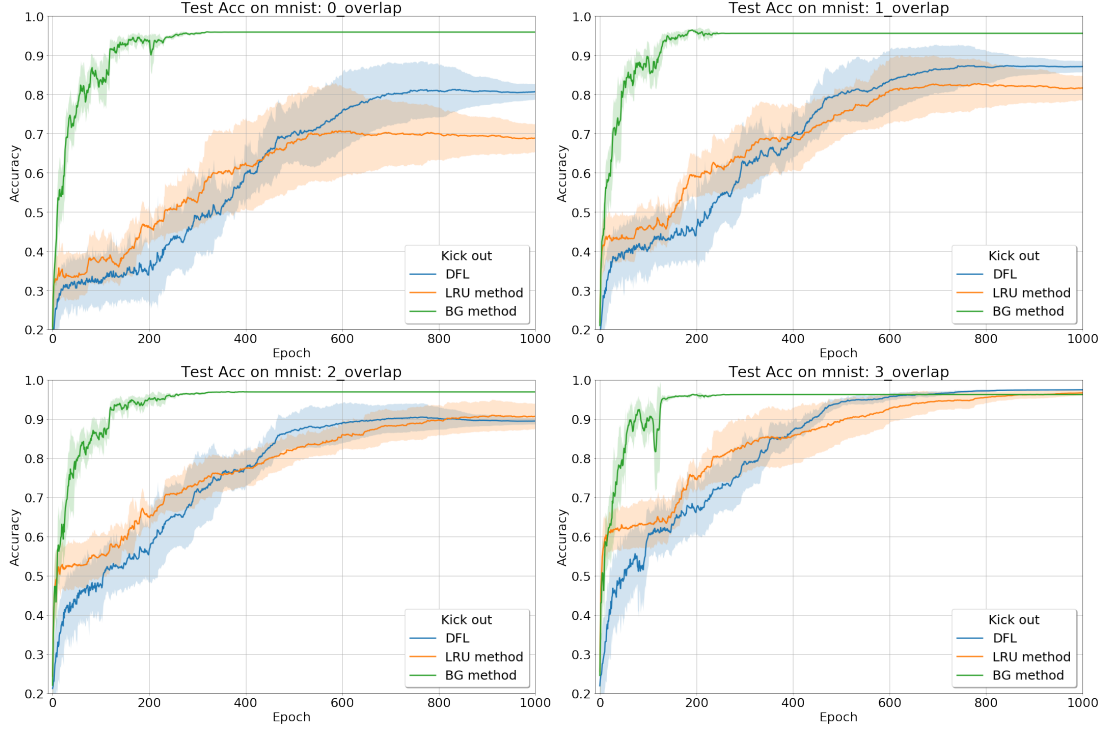 Test Acc on mnist: 0_overlap
1.0
0.9
0.8
0.7
0.6
0.5
0.4
0.3
0.2
Accuracy
0 200 400 600 800 1000
Epoch
Kick out
DFL
LRU method
BG method
Test Acc on mnist: 1_overlap
1.0
0.9
0.8
0.7
0.6
0.5
0.4
0.3
0.2
Accuracy
0 200 400 600 800 1000
Epoch
Kick out
DFL
LRU method
BG method
Test Acc on mnist: 2_overlap
1.0
0.9
0.8
0.7
0.6
0.5
0.4
0.3
0.2
Accuracy
0 200 400 600 800 1000
Epoch
Kick out
DFL
LRU method
BG method
Test Acc on mnist: 3_overlap
1.0
0.9
0.8
0.7
0.6
0.5
0.4
0.3
0.2
Accuracy
0 200 400 600 800 1000
Epoch
Kick out
DFL
LRU method
BG method